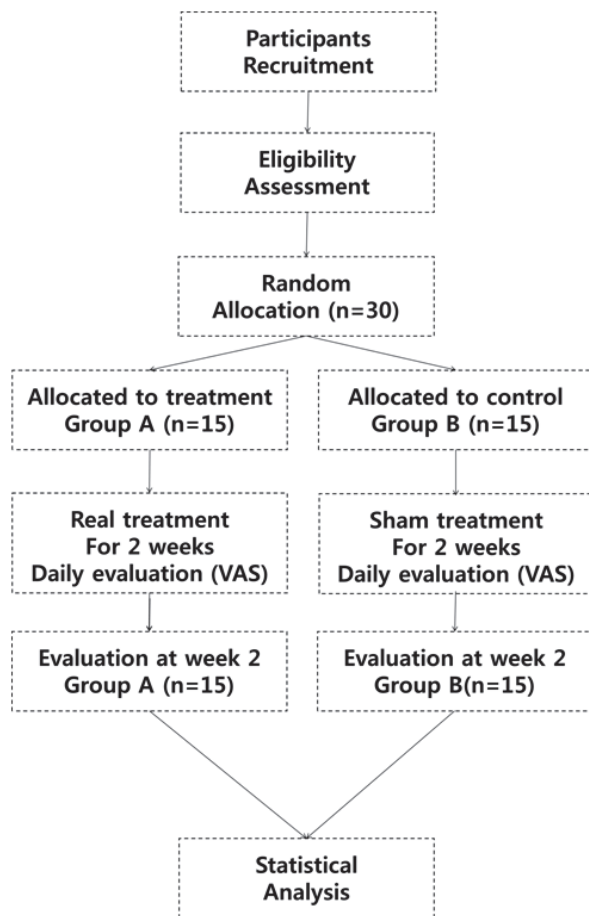 Participants
Recruitment
Eligibility
Assessment
Random
Allocation (n=30)
Allocated to treatment
Group A (n=15)
Allocated to control
Group B (n=15)
Real treatment
For 2 weeks
Daily evaluation (VAS)
Sham treatment
For 2 weeks
Daily evaluation (VAS)
Evaluation at week 2
Group A (n=15)
Evaluation at week 2
Group B(n=15)
Statistical
Analysis